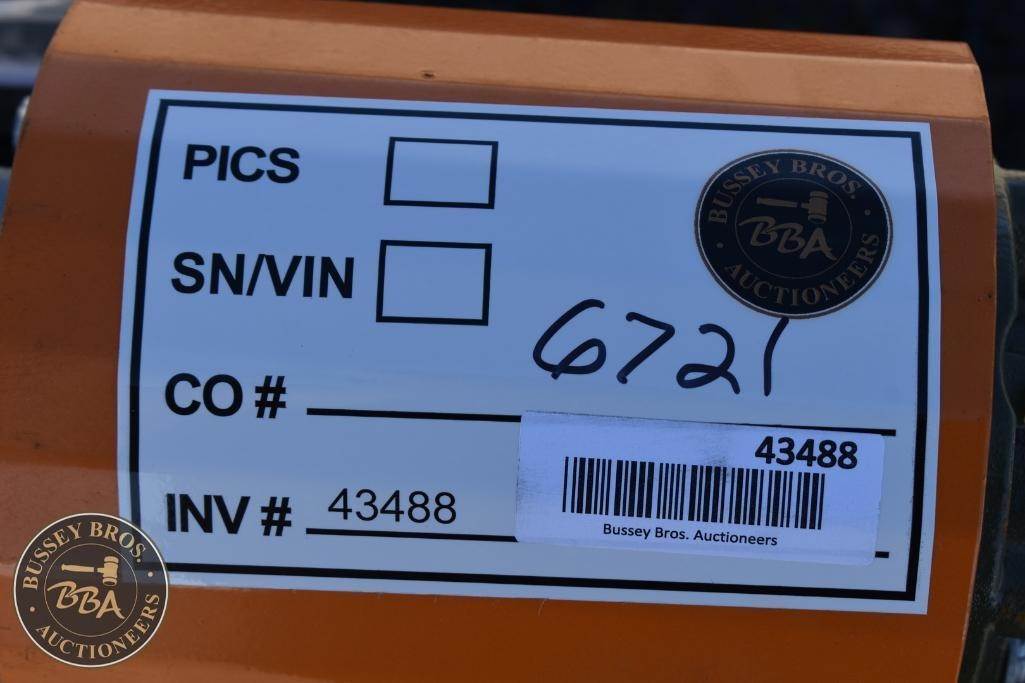 PICS
BUSSEY BROS.
BBA
AUCTIONEERS
SN/VIN
6721
CO #
43488
INV # 43488
Bussey Bros. Auctioneers
BUSSEY BROS.
BBA
AUCTIONEERS